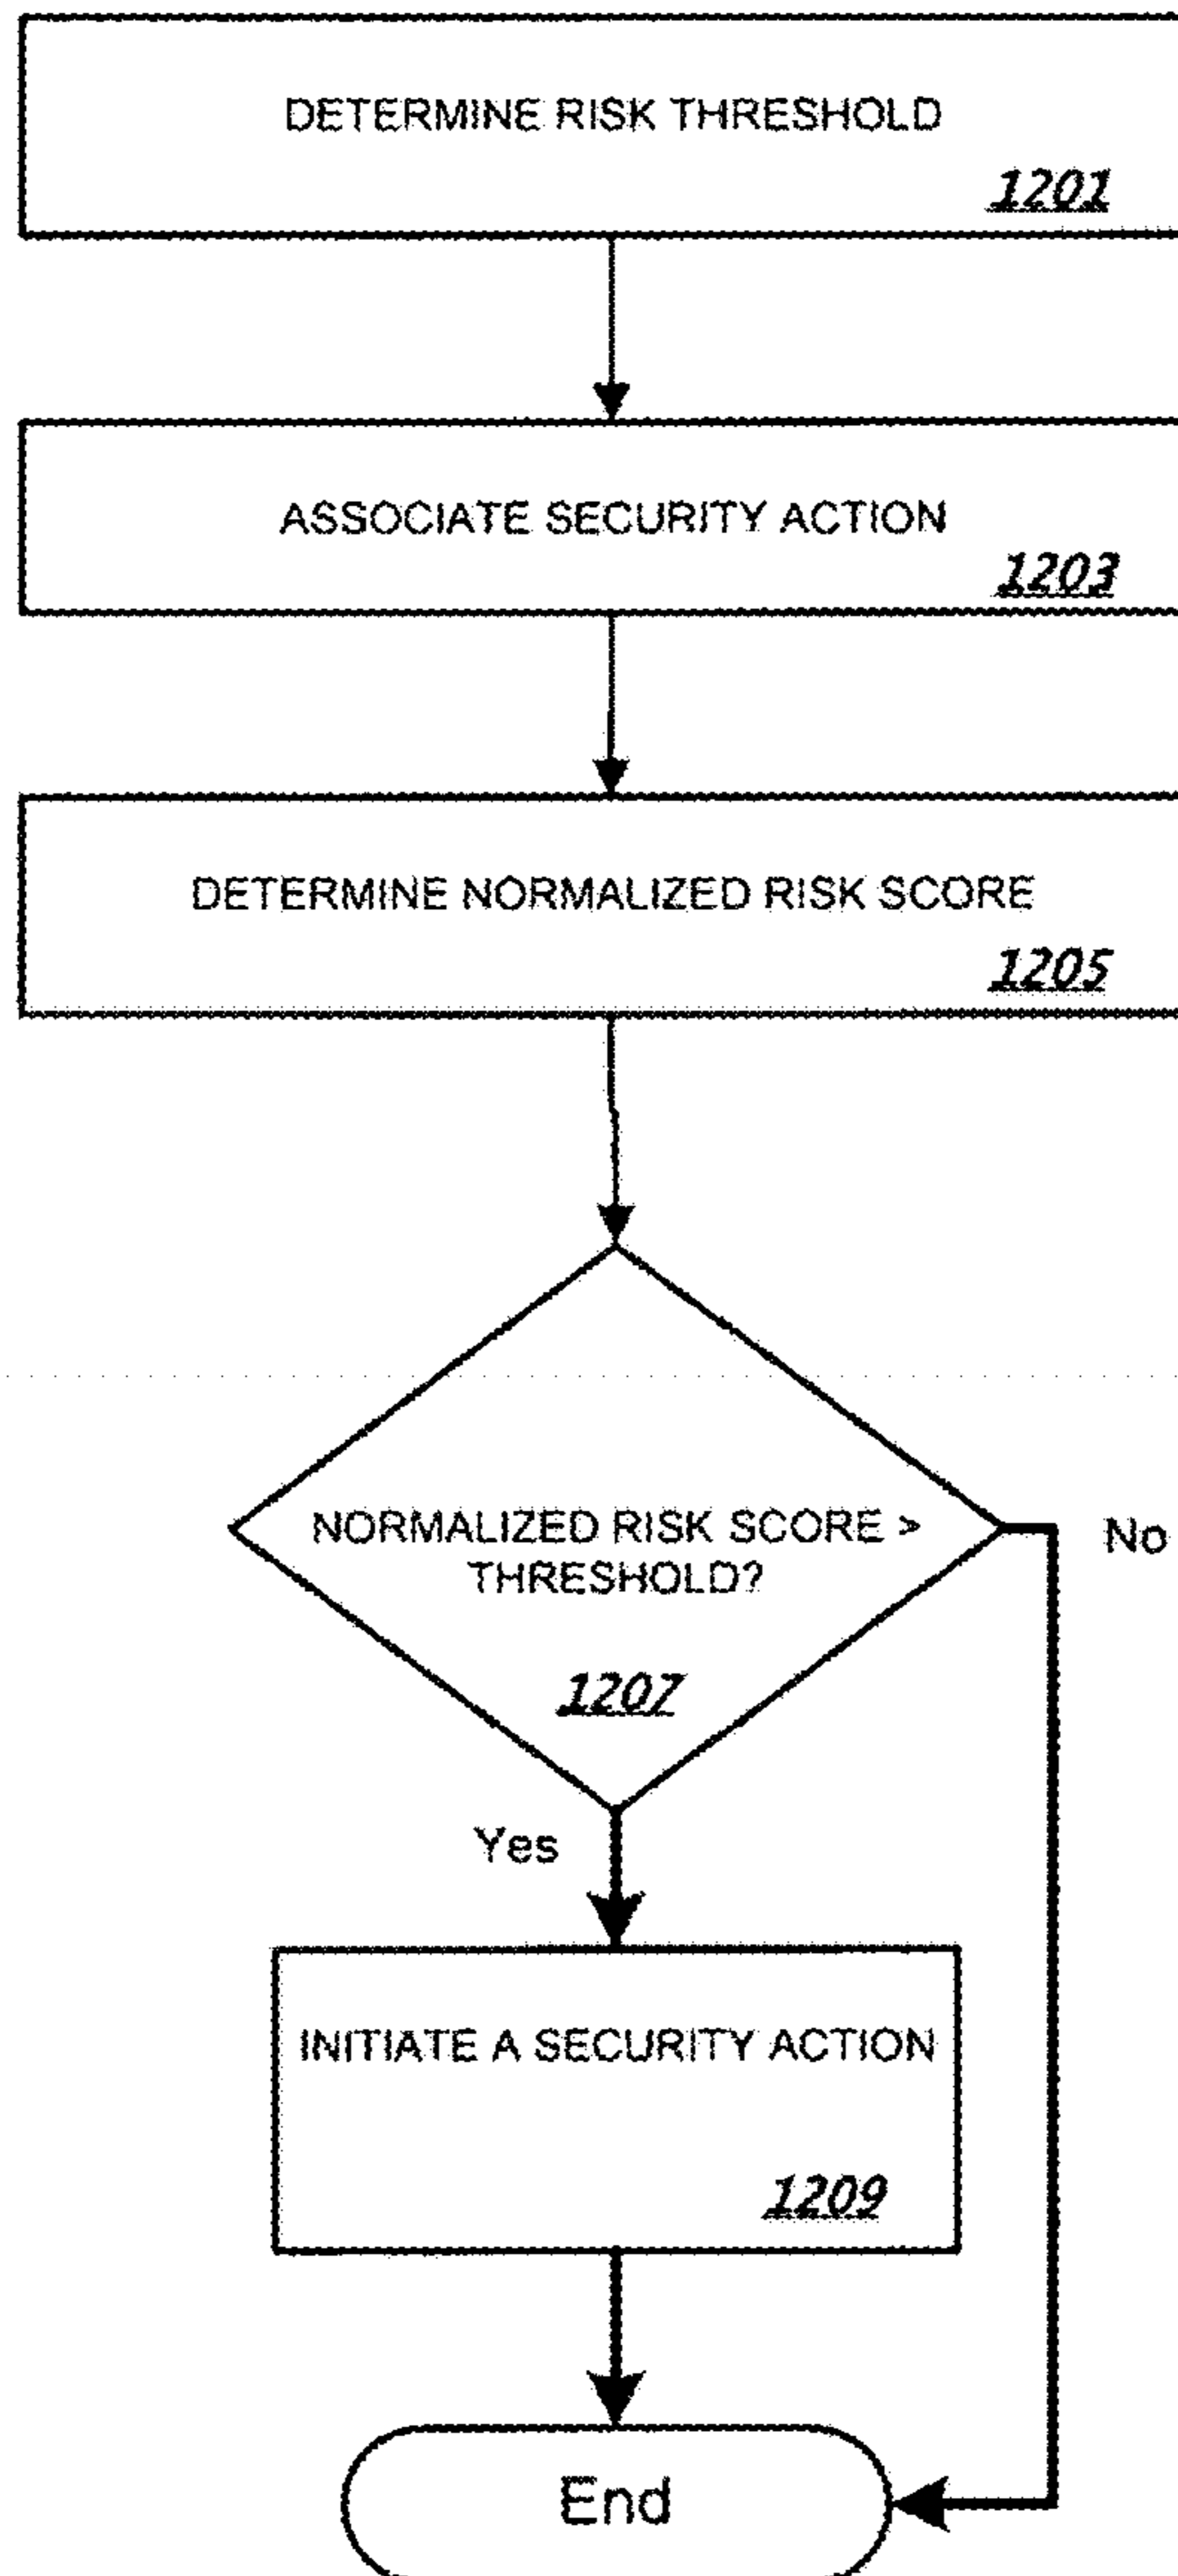 DETERMINE RISK THRESHOLD
1201
ASSOCIATE SECURITY ACTION
1203
DETERMINE NORMALIZED RISK SCORE
1205
NORMALIZED RISK SCORE >
THRESHOLD?
No
1207
Yes
INITIATE A SECURITY ACTION
1209
End